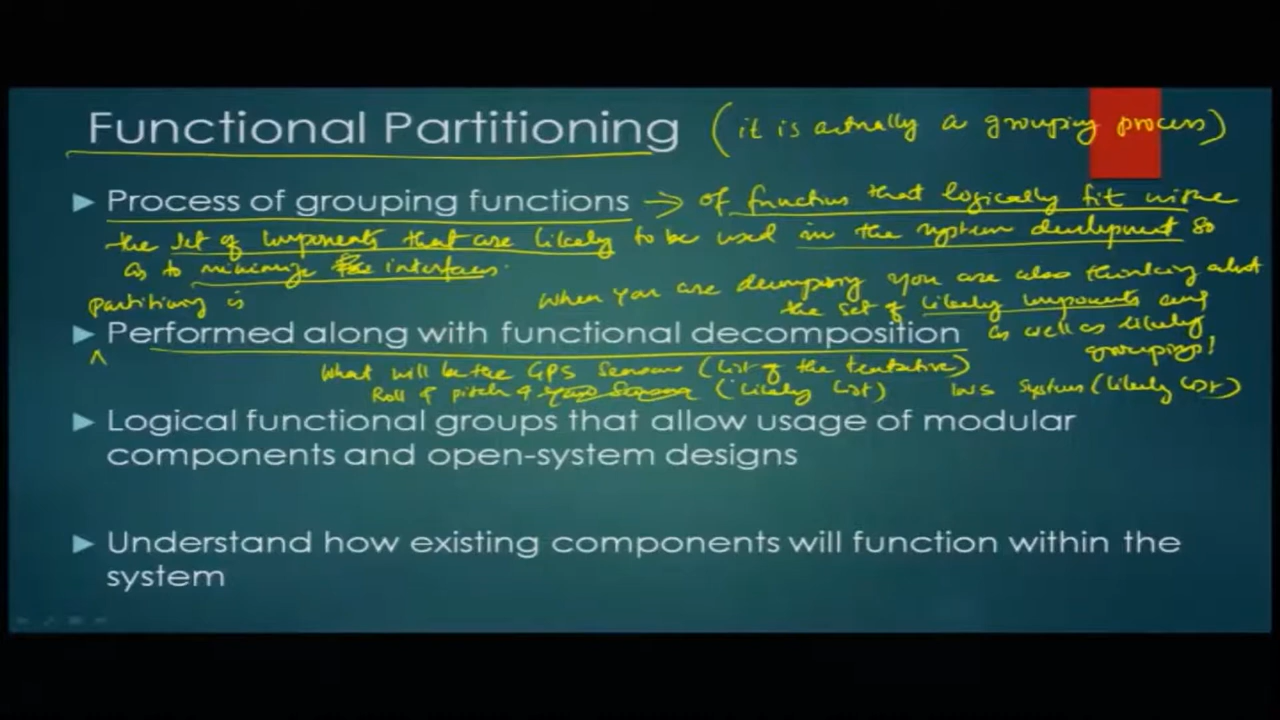 Functional Partitioning (it is actually a grouping process)
▶ Process of grouping functions → of functions that logically fit within
the set of components that are likely to be used in the system development so
as to minimize the interfaces.
When you are decomposing you are also thinking about
partitioning is the set of likely components and
▶ Performed along with functional decomposition as well as likely
groupings!
What will be the GPS Sensors (list of the tentative)
Roll & pitch & yaw Sensor (likely list) INS System (likely list)
▶ Logical functional groups that allow usage of modular
components and open-system designs
▶ Understand how existing components will function within the
system